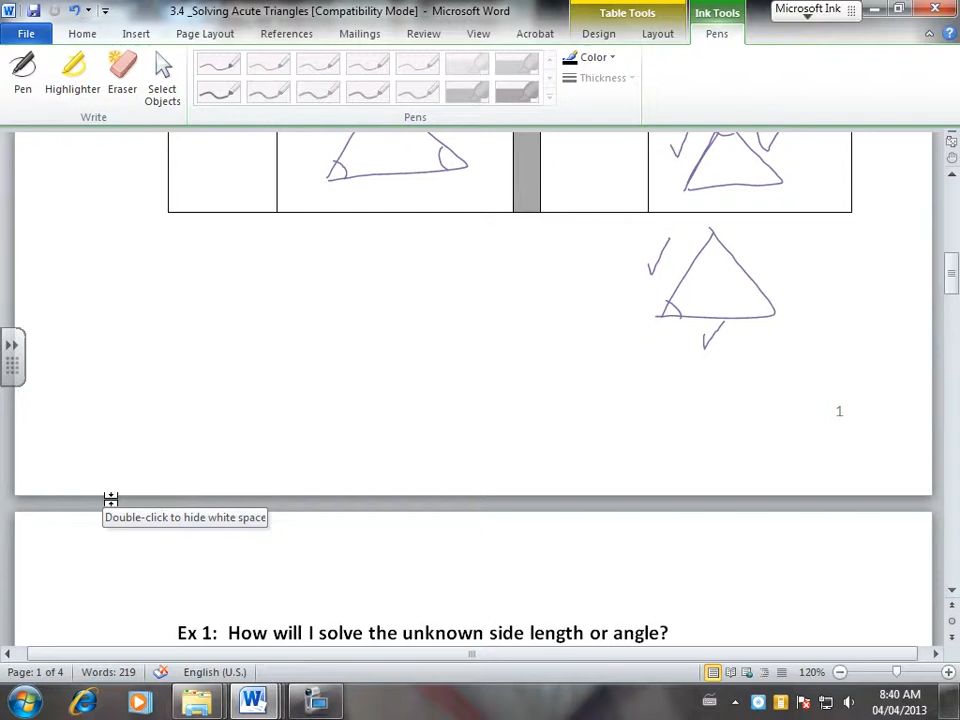 3.4 _Solving Acute Triangles [Compatibility Mode] - Microsoft Word
Table Tools
Ink Tools
Microsoft Ink
File
Home
Insert
Page Layout
References
Mailings
Review
View
Acrobat
Design
Layout
Pens
Pen
Highlighter
Eraser
Select Objects
Color
Thickness
Write
Pens
1
Double-click to hide white space
Ex 1: How will I solve the unknown side length or angle?
Page: 1 of 4
Words: 219
English (U.S.)
120%
8:40 AM
04/04/2013